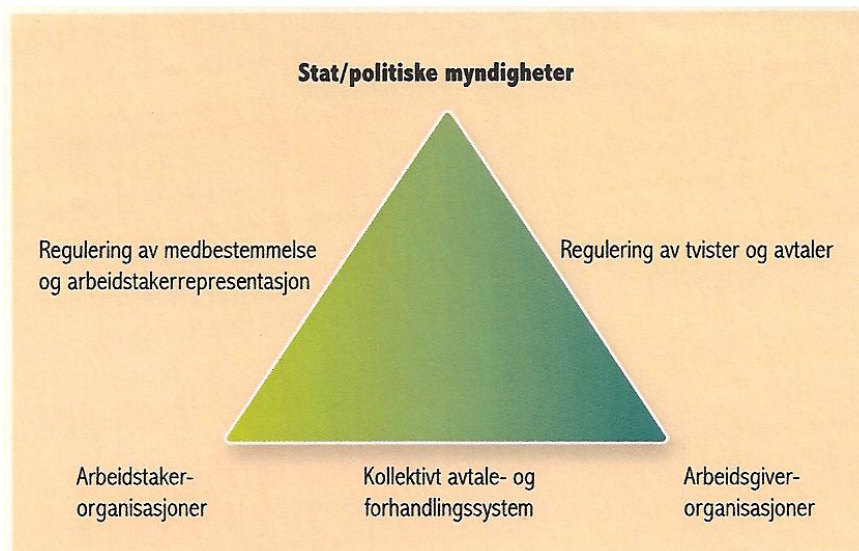 Stat/politiske myndigheter
Regulering av medbestemmelse
og arbeidstakerrepresentasjon
Regulering av tvister og avtaler
Arbeidstaker-
organisasjoner
Kollektivt avtale- og
forhandlingssystem
Arbeidsgiver-
organisasjoner